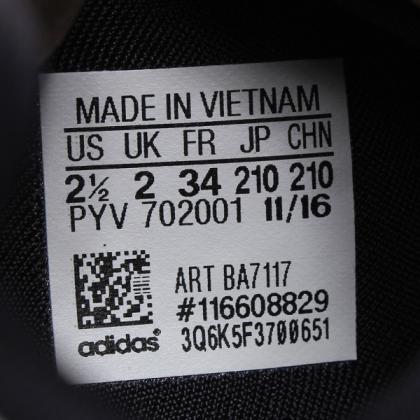 MADE IN VIETNAM
US UK FR JP CHN
2½ 2 34 210 210
PYV 702001 11/16
ART BA7117
#116608829
adidas 3Q6K5F3700651